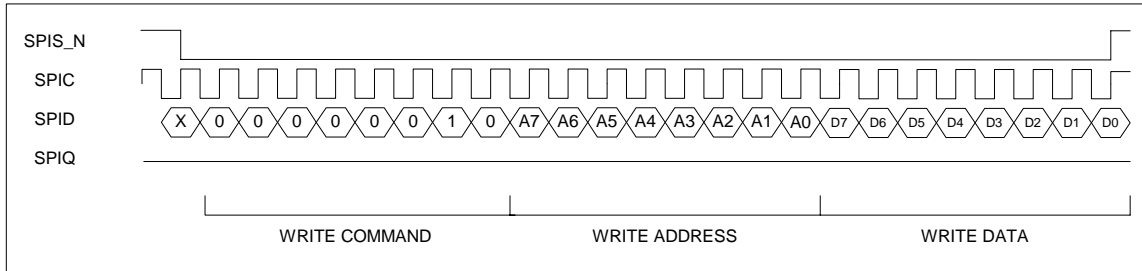 SPIS_N
SPIC
SPID X 0 0 0 0 0 0 1 0 A7 A6 A5 A4 A3 A2 A1 A0 D7 D6 D5 D4 D3 D2 D1 D0
SPIQ
WRITE COMMAND WRITE ADDRESS WRITE DATA